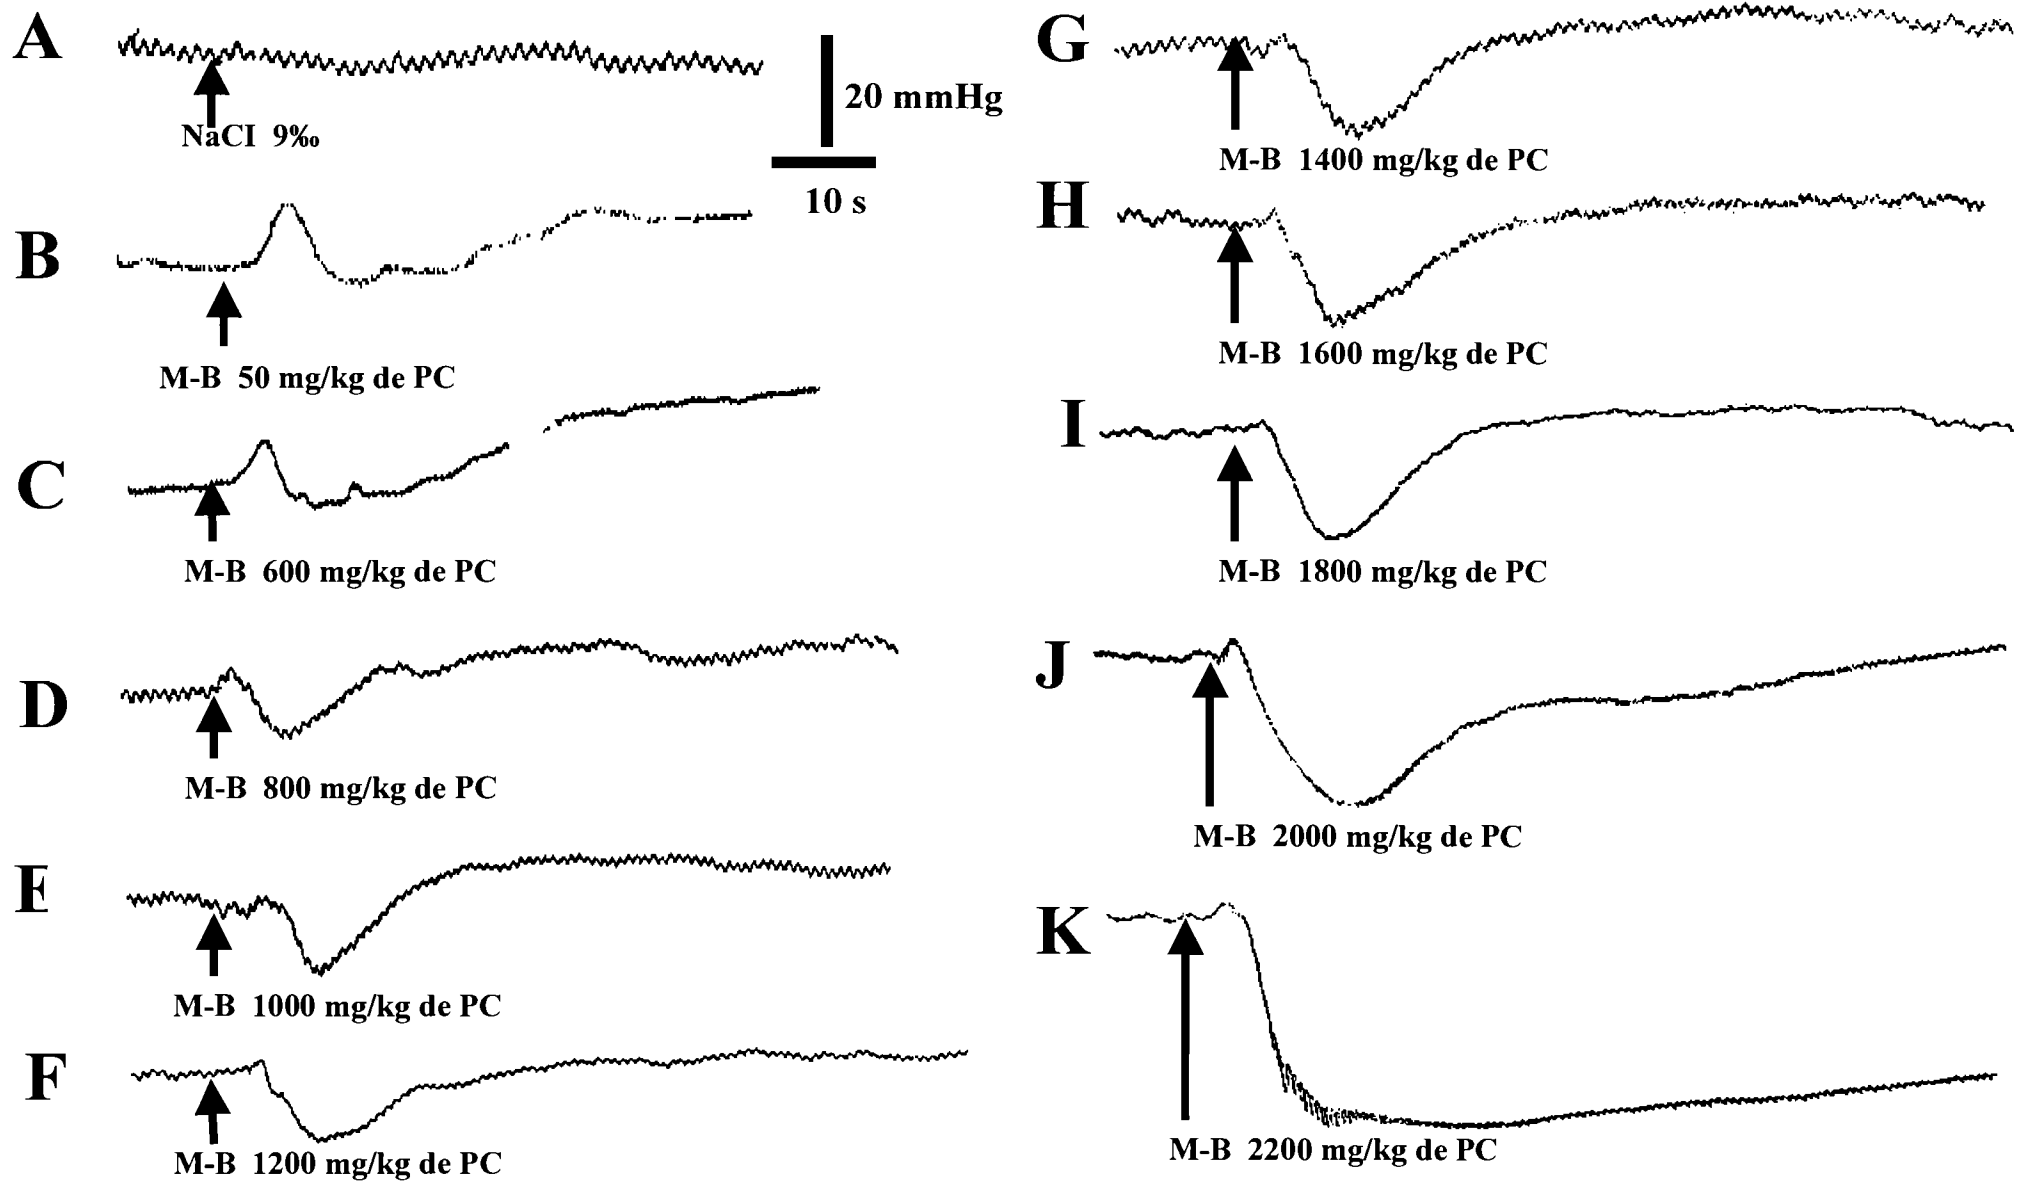 A
NaCl 9‰
20 mmHg
10 s
B
M-B 50 mg/kg de PC
C
M-B 600 mg/kg de PC
D
M-B 800 mg/kg de PC
E
M-B 1000 mg/kg de PC
F
M-B 1200 mg/kg de PC
G
M-B 1400 mg/kg de PC
H
M-B 1600 mg/kg de PC
I
M-B 1800 mg/kg de PC
J
M-B 2000 mg/kg de PC
K
M-B 2200 mg/kg de PC